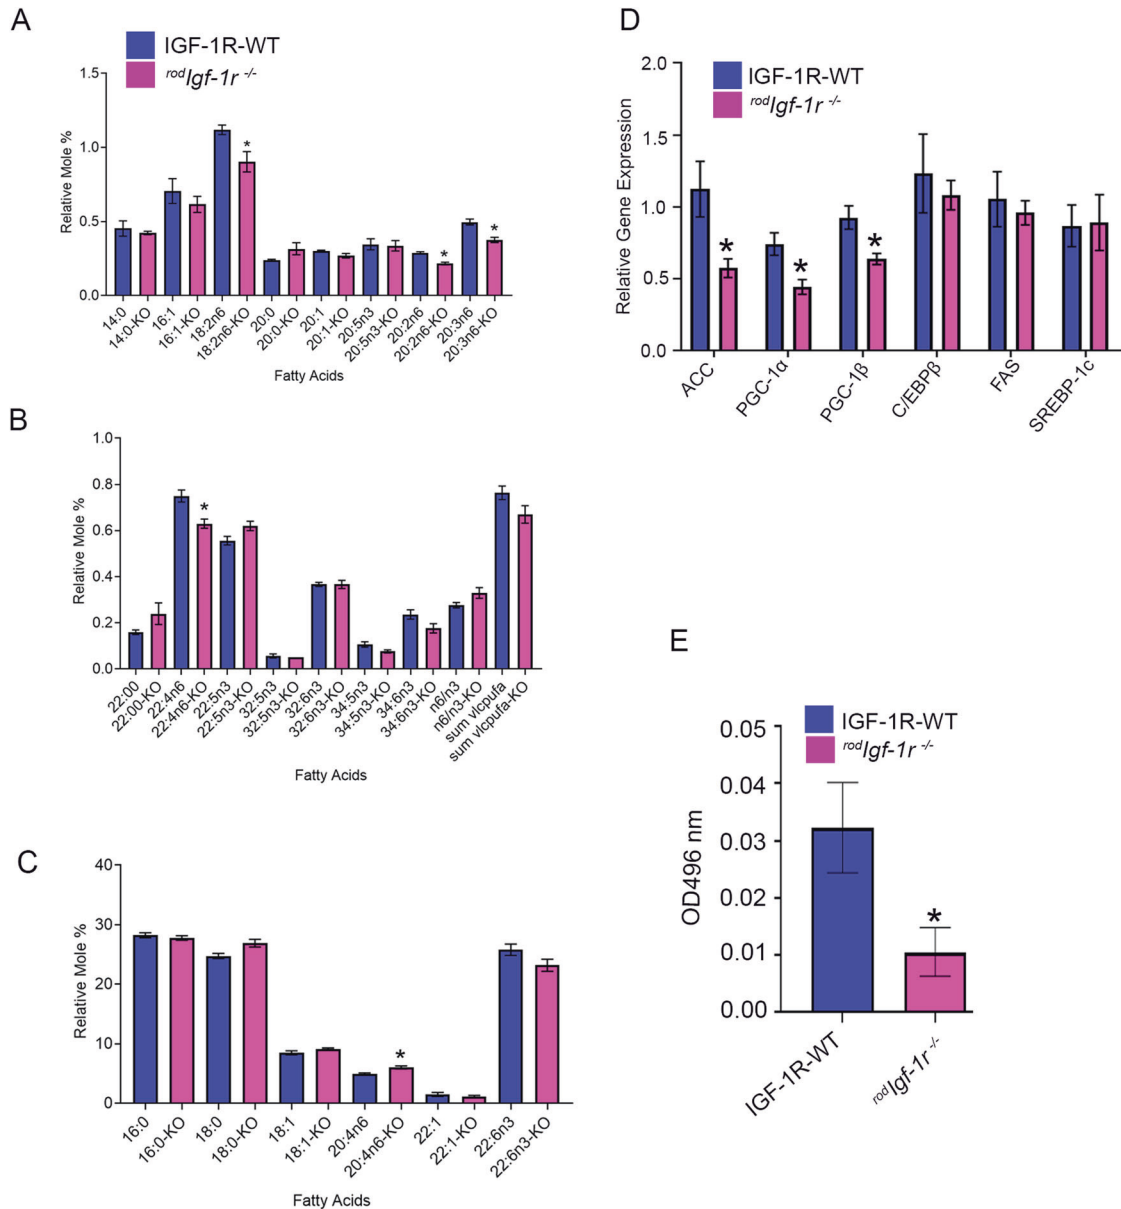 A
IGF-1R-WT
rodIgf-1r -/-
Relative Mole %
1.5
1.0
0.5
0.0
*
*
*
14:0
14:0-KO
16:1
16:1-KO
18:2n6
18:2n6-KO
20:0
20:0-KO
20:1
20:1-KO
20:5n3
20:5n3-KO
20:2n6
20:2n6-KO
20:3n6
20:3n6-KO
Fatty Acids
B
Relative Mole %
1.0
0.8
0.6
0.4
0.2
0.0
*
22:00
22:00-KO
22:4n6
22:4n6-KO
22:5n3
22:5n3-KO
32:5n3
32:5n3-KO
32:6n3
32:6n3-KO
34:5n3
34:5n3-KO
34:6n3
34:6n3-KO
n6/n3
n6/n3-KO
sum vlcpufa
sum vlcpufa-KO
Fatty Acids
C
Relative Mole %
40
30
20
10
0
*
16:0
16:0-KO
18:0
18:0-KO
18:1
18:1-KO
20:4n6
20:4n6-KO
22:1
22:1-KO
22:6n3
22:6n3-KO
Fatty Acids
D
IGF-1R-WT
rodIgf-1r -/-
Relative Gene Expression
2.0
1.5
1.0
0.5
0.0
*
*
*
ACC
PGC-1α
PGC-1β
C/EBPβ
FAS
SREBP-1c
E
IGF-1R-WT
rodIgf-1r -/-
OD496 nm
0.05
0.04
0.03
0.02
0.01
0.00
*
IGF-1R-WT
rodIgf-1r -/-